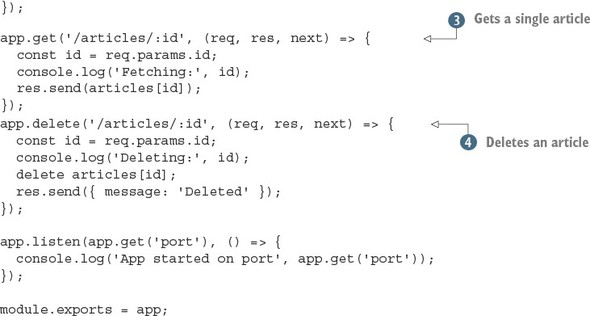 });
app.get('/articles/:id', (req, res, next) => {
3 Gets a single article
  const id = req.params.id;
  console.log('Fetching:', id);
  res.send(articles[id]);
});
app.delete('/articles/:id', (req, res, next) => {
4 Deletes an article
  const id = req.params.id;
  console.log('Deleting:', id);
  delete articles[id];
  res.send({ message: 'Deleted' });
});
app.listen(app.get('port'), () => {
  console.log('App started on port', app.get('port'));
});
module.exports = app;